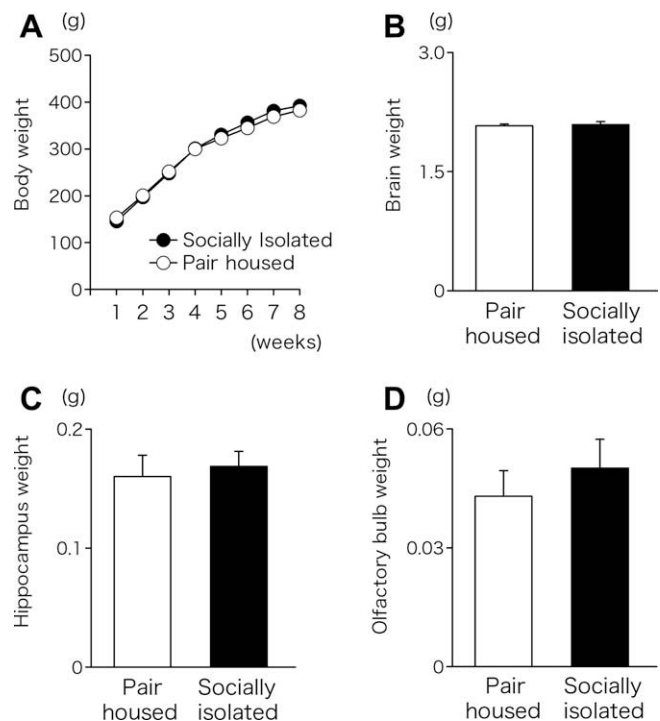 A (g)
Body weight
400
300
200
100
0
Socially Isolated
Pair housed
1 2 3 4 5 6 7 8
(weeks)
B (g)
Brain weight
3.0
1.5
0
Pair housed
Socially isolated
C (g)
Hippocampus weight
0.2
0.1
0
Pair housed
Socially isolated
D (g)
Olfactory bulb weight
0.06
0.03
0
Pair housed
Socially isolated